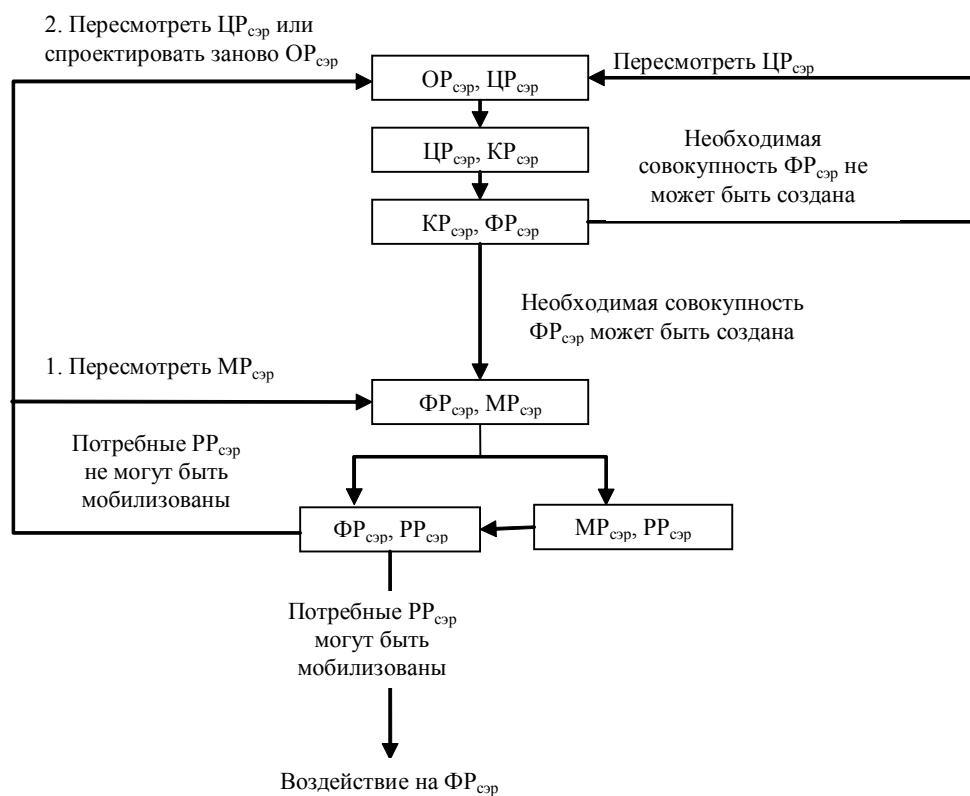 2. Пересмотреть ЦРсэр или
спроектировать заново ОРсэр
Пересмотреть ЦРсэр
ОРсэр, ЦРсэр
ЦРсэр, КРсэр
КРсэр, ФРсэр
Необходимая
совокупность ФРсэр не
может быть создана
Необходимая совокупность
ФРсэр может быть создана
1. Пересмотреть МРсэр
ФРсэр, МРсэр
Потребные РРсэр
не могут быть
мобилизованы
ФРсэр, РРсэр
МРсэр, РРсэр
Потребные РРсэр
могут быть
мобилизованы
Воздействие на ФРсэр